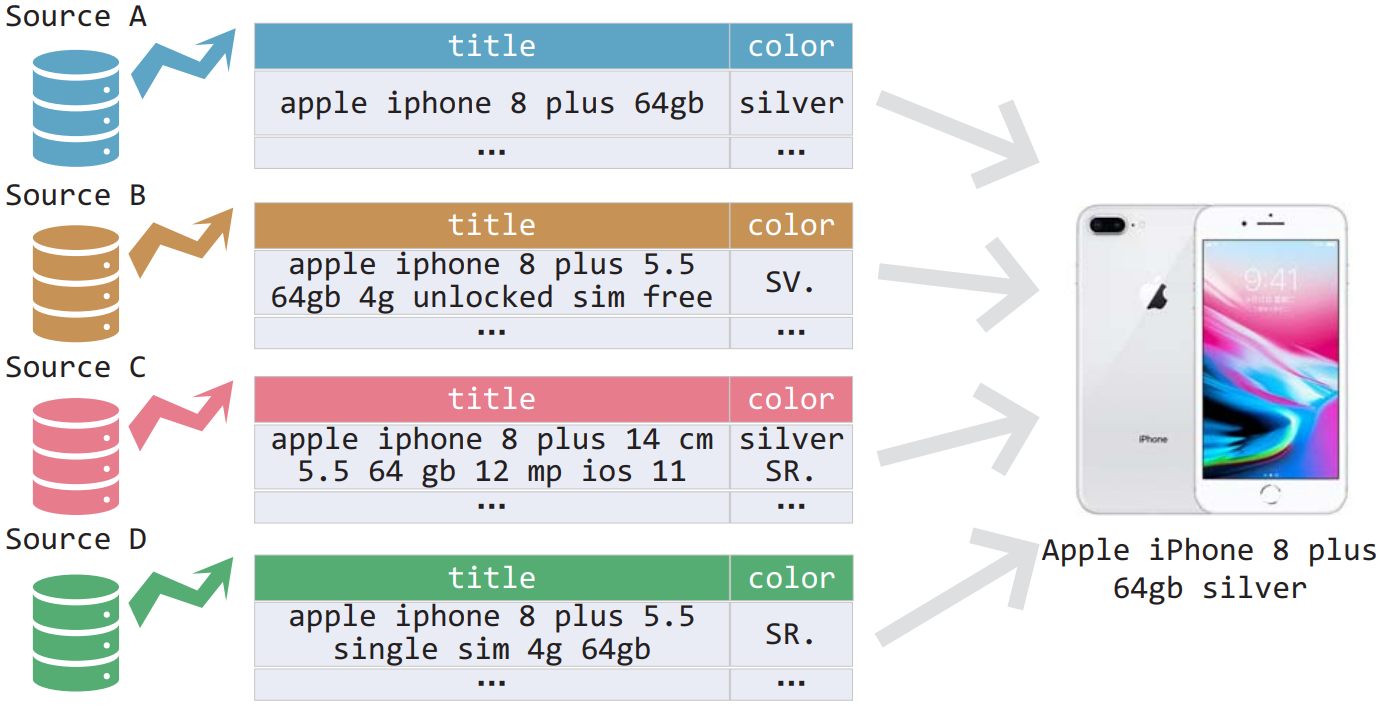 Source A
title color
apple iphone 8 plus 64gb silver
... ...
Source B
title color
apple iphone 8 plus 5.5
64gb 4g unlocked sim free
SV.
... ...
Source C
title color
apple iphone 8 plus 14 cm
5.5 64 gb 12 mp ios 11
silver
SR.
... ...
Source D
title color
apple iphone 8 plus 5.5
single sim 4g 64gb
SR.
... ...
9:41
iPhone
Apple iPhone 8 plus
64gb silver